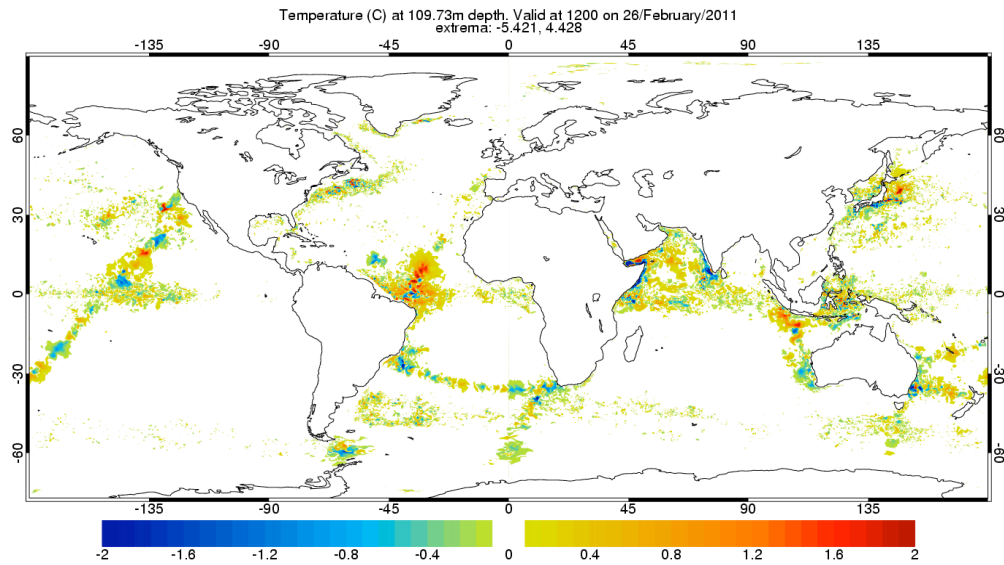 Temperature (C) at 109.73m depth. Valid at 1200 on 26/February/2011
extrema: -5.421, 4.428
-135 -90 -45 0 45 90 135
60 60
30 30
0 0
-30 -30
-60 -60
-135 -90 -45 0 45 90 135
-2 -1.6 -1.2 -0.8 -0.4 0 0.4 0.8 1.2 1.6 2